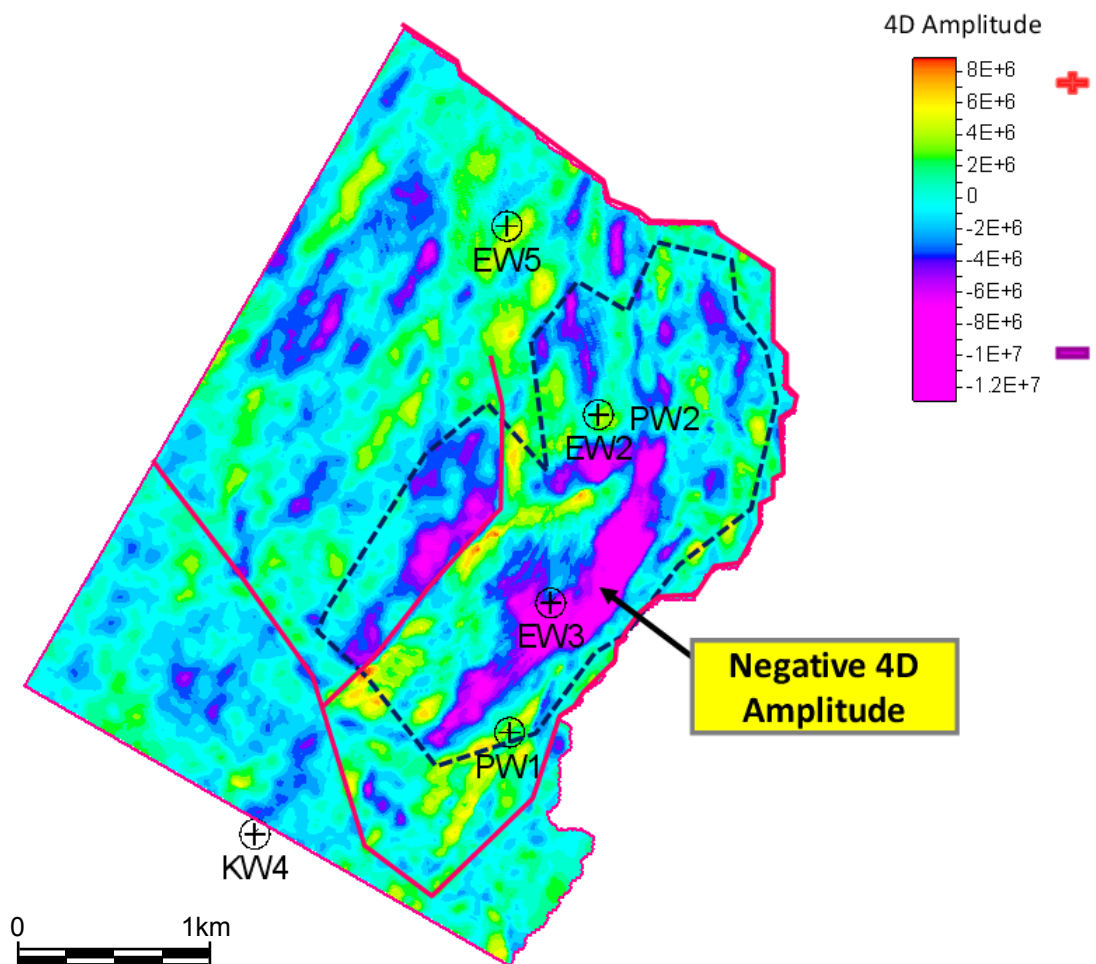 4D Amplitude
8E+6
6E+6
4E+6
2E+6
0
-2E+6
-4E+6
-6E+6
-8E+6
-1E+7
-1.2E+7
EW5
PW2
EW2
EW3
Negative 4D
Amplitude
PW1
KW4
0 1km